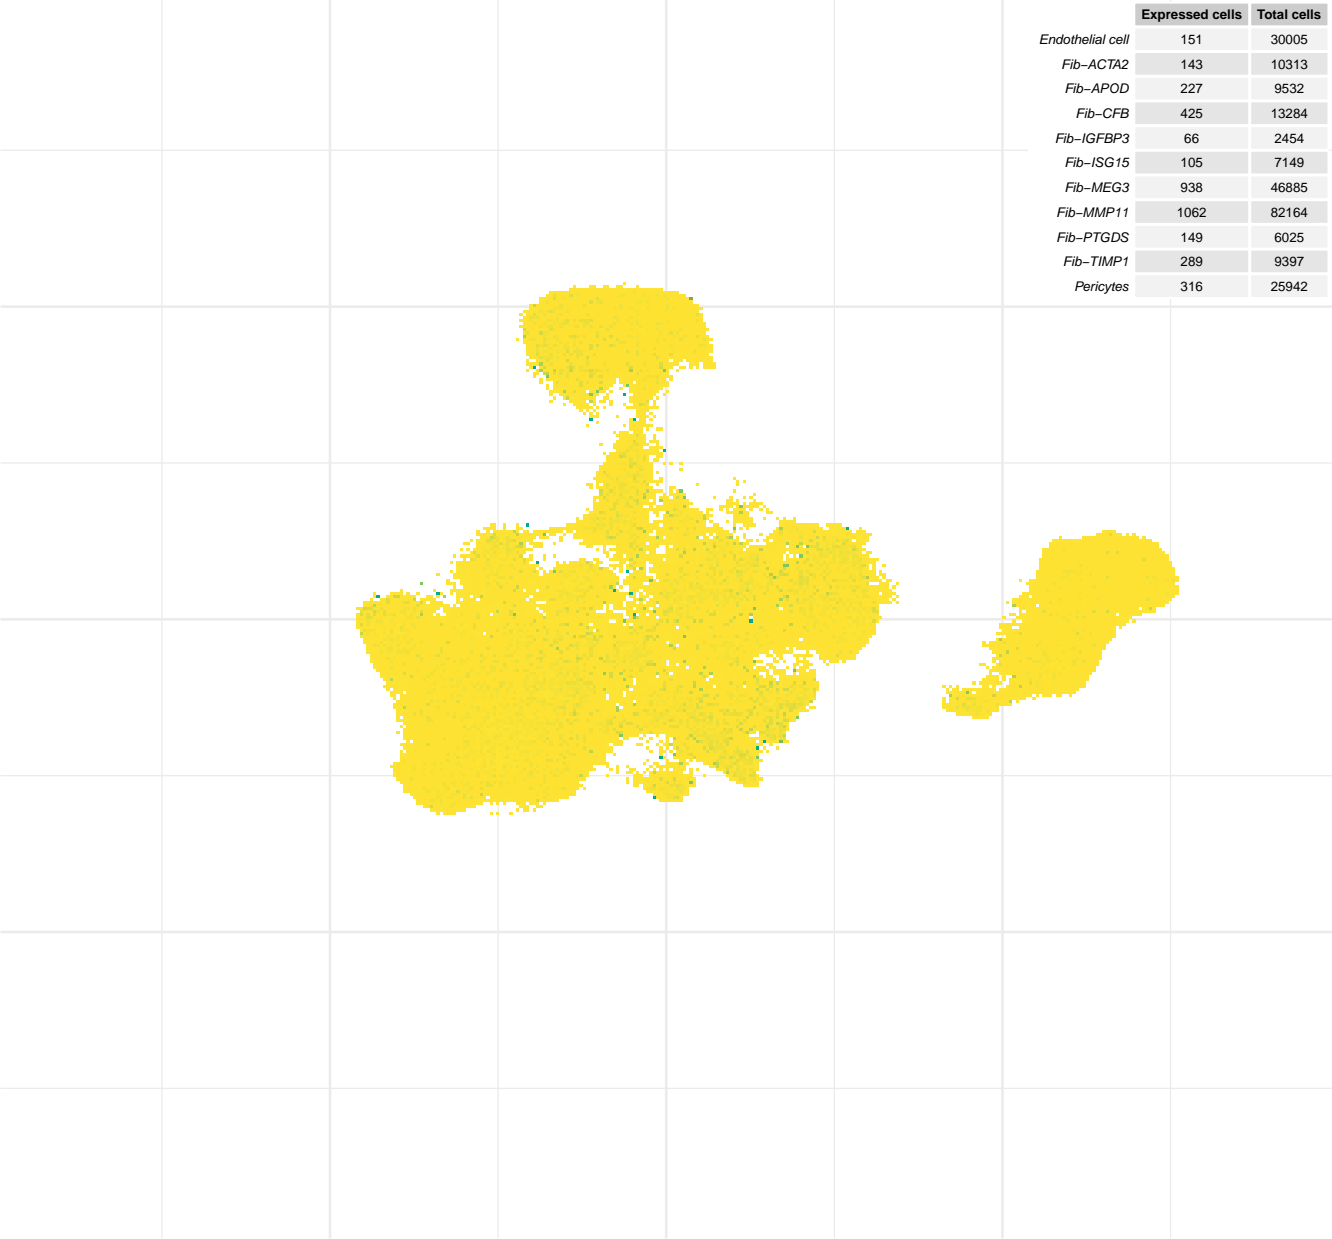 Expressed cells Total cells
Endothelial cell 151 30005
Fib−ACTA2 143 10313
Fib−APOD 227 9532
Fib−CFB 425 13284
Fib−IGFBP3 66 2454
Fib−ISG15 105 7149
Fib−MEG3 938 46885
Fib−MMP11 1062 82164
Fib−PTGDS 149 6025
Fib−TIMP1 289 9397
Pericytes 316 25942